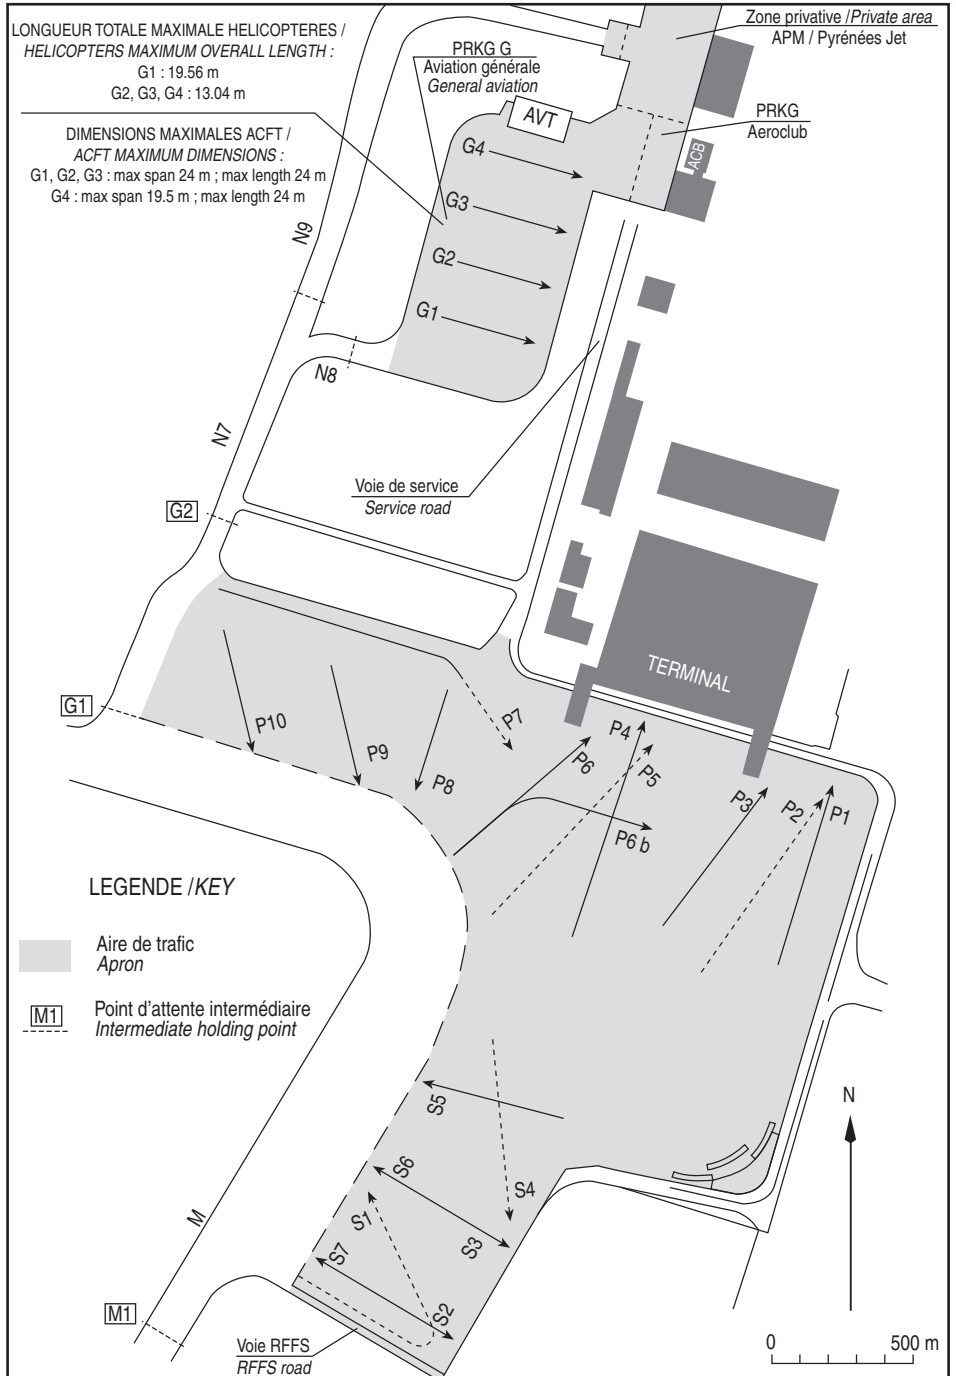 LONGUEUR TOTALE MAXIMALE HELICOPTERES /
HELICOPTERS MAXIMUM OVERALL LENGTH :
G1 : 19.56 m
G2, G3, G4 : 13.04 m
DIMENSIONS MAXIMALES ACFT /
ACFT MAXIMUM DIMENSIONS :
G1, G2, G3 : max span 24 m ; max length 24 m
G4 : max span 19.5 m ; max length 24 m
PRKG G
Aviation générale
General aviation
Zone privative /Private area
APM / Pyrénées Jet
PRKG
Aeroclub
AVT
ACB
G4
G3
G2
G1
N9
N8
N7
G2
Voie de service
Service road
TERMINAL
G1
P10
P9
P8
P7
P6
P4
P5
P6 b
P3
P2
P1
LEGENDE /KEY
Aire de trafic
Apron
M1
Point d'attente intermédiaire
Intermediate holding point
S5
S6
S4
S1
S3
S7
S2
M
M1
Voie RFFS
RFFS road
N
0 500 m